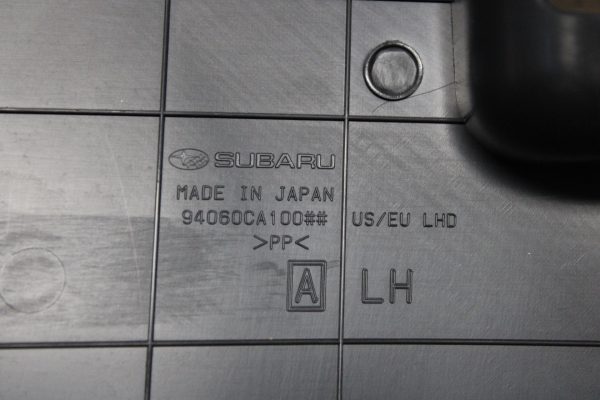 SUBARU
MADE IN JAPAN
94060CA100## US/EU LHD
>PP<
A LH